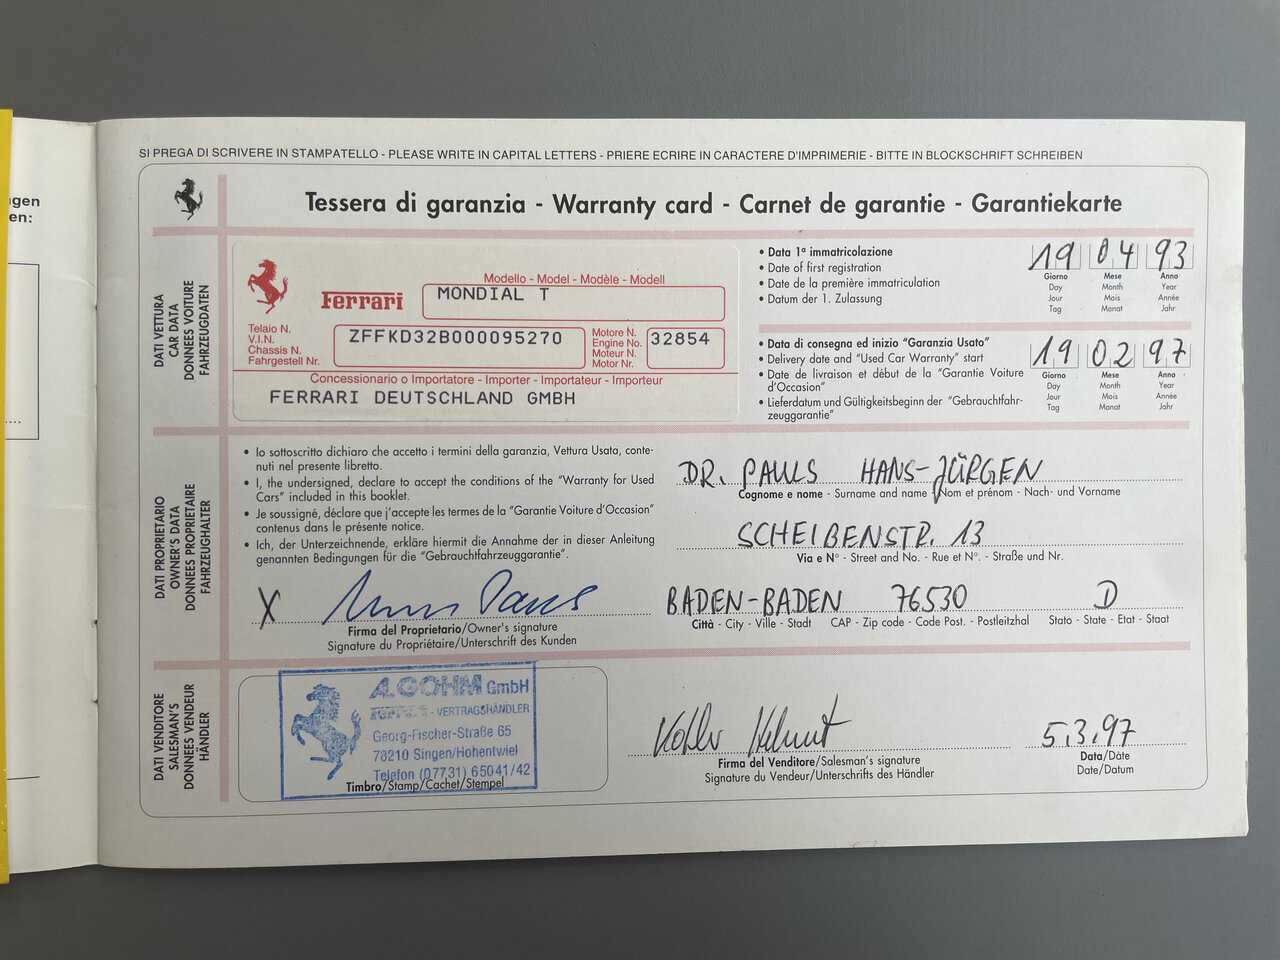 SI PREGA DI SCRIVERE IN STAMPATELLO - PLEASE WRITE IN CAPITAL LETTERS - PRIERE ECRIRE IN CARACTERE D'IMPRIMERIE - BITTE IN BLOCKSCHRIFT SCHREIBEN
Tessera di garanzia - Warranty card - Carnet de garantie - Garantiekarte
gen
en:
DATI VETTURA
CAR DATA
DONNEES VOITURE
FAHRZEUGDATEN
Ferrari
Modello - Model - Modèle - Modell
MONDIAL T
Telaio N.
V.I.N.
Chassis N.
Fahrgestell Nr.
ZFFKD32B000095270
Motore N.
Engine No.
Moteur N.
Motor Nr.
32854
Concessionario o Importatore - Importer - Importateur - Importeur
FERRARI DEUTSCHLAND GMBH
• Data 1ª immatricolazione
• Date of first registration
• Date de la première immatriculation
• Datum der 1. Zulassung
19 04 93
Giorno Mese Anno
Day Month Year
Jour Mois Année
Tag Monat Jahr
• Data di consegna ed inizio "Garanzia Usato"
• Delivery date and "Used Car Warranty" start
• Date de livraison et début de la "Garantie Voiture
d'Occasion"
• Lieferdatum und Gültigkeitsbeginn der "Gebrauchtfahr-
zeuggarantie"
19 02 97
Giorno Mese Anno
Day Month Year
Jour Mois Année
Tag Monat Jahr
DATI PROPRIETARIO
OWNER'S DATA
DONNEES PROPRIETAIRE
FAHRZEUGHALTER
• Io sottoscritto dichiaro che accetto i termini della garanzia, Vettura Usata, conte-
nuti nel presente libretto.
• I, the undersigned, declare to accept the conditions of the "Warranty for Used
Cars" included in this booklet.
• Je soussigné, déclare que j'accepte les termes de la "Garantie Voiture d'Occasion"
contenus dans le présente notice.
• Ich, der Unterzeichnende, erkläre hiermit die Annahme der in dieser Anleitung
genannten Bedingungen für die "Gebrauchtfahrzeuggarantie".
X
Firma del Proprietario/Owner's signature
Signature du Propriétaire/Unterschrift des Kunden
DR. PAULS HANS-JÜRGEN
Cognome e nome - Surname and name - Nom et prénom - Nach- und Vorname
SCHEIBENSTR. 13
Via e N° - Street and No. - Rue et N°. - Straße und Nr.
BADEN-BADEN 76530 D
Città - City - Ville - Stadt CAP - Zip code - Code Post. - Postleitzhal Stato - State - Etat - Staat
DATI VENDITORE
SALESMAN'S
DONNEES VENDEUR
HÄNDLER
A.GOHM GmbH
Ferrari - VERTRAGSHÄNDLER
Georg-Fischer-Straße 65
78210 Singen/Hohentwiel
Telefon (07731) 65041/42
Timbro/Stamp/Cachet/Stempel
Helmut
Firma del Venditore/Salesman's signature
Signature du Vendeur/Unterschrifts des Händler
5.3.97
Data/Dâte
Date/Datum